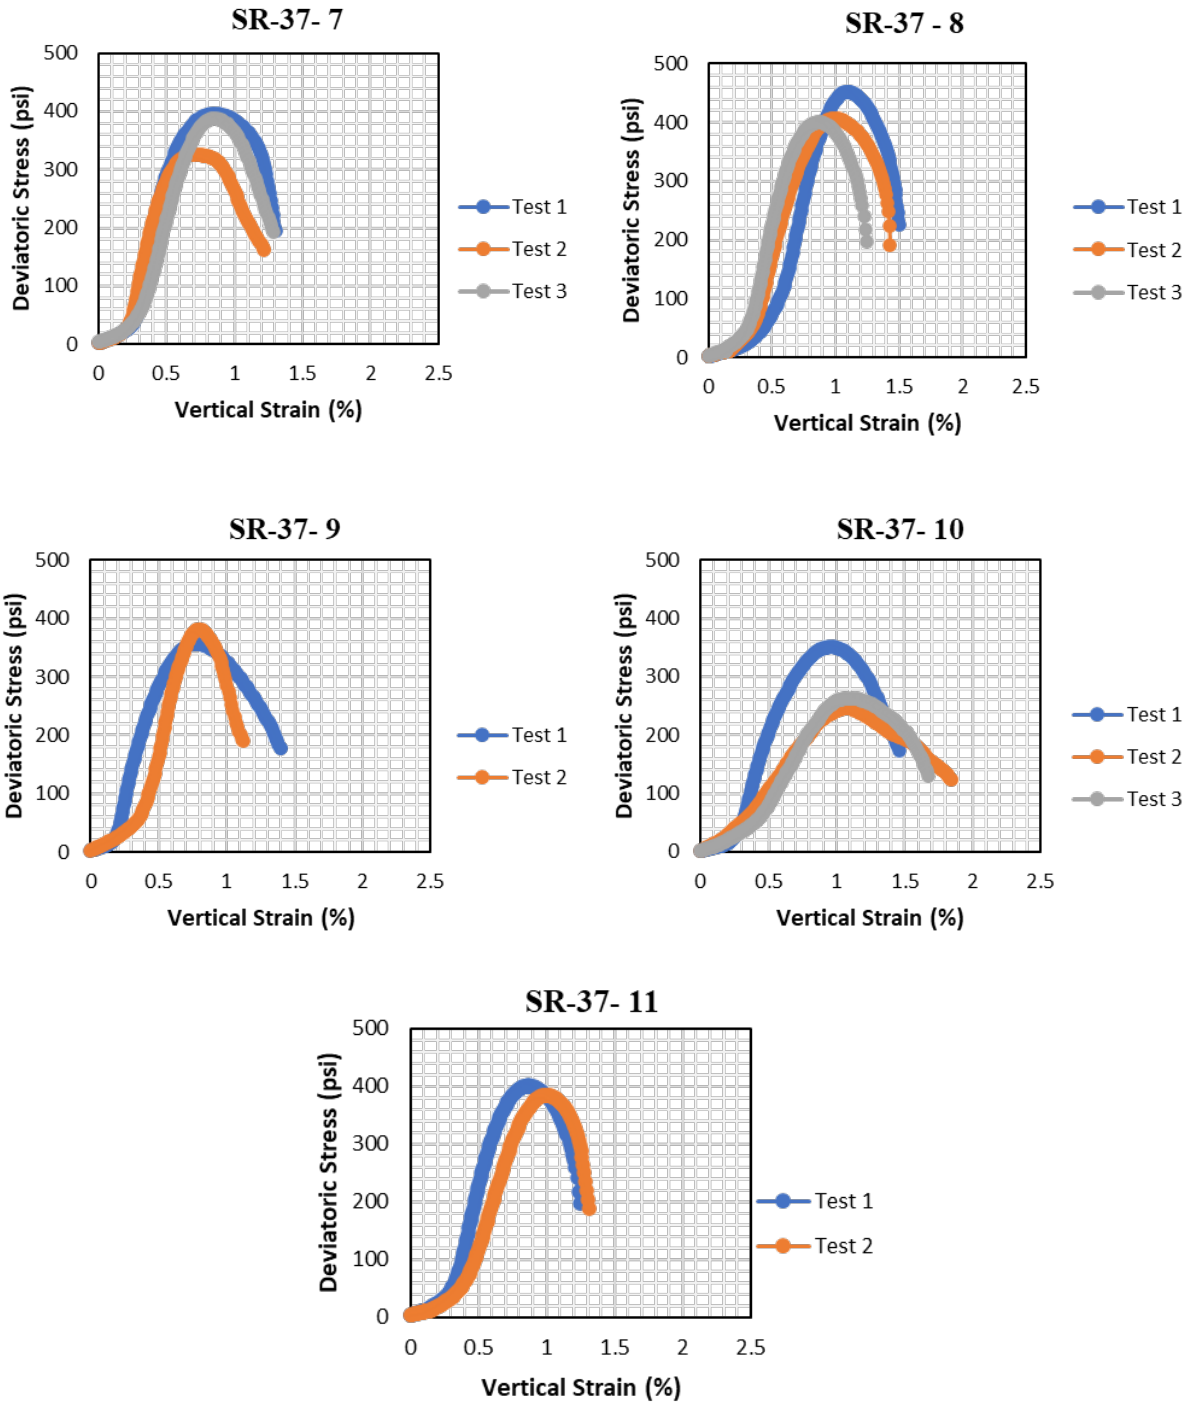 SR-37- 7
500
400
300
200
100
0
0 0.5 1 1.5 2 2.5
Deviatoric Stress (psi)
Vertical Strain (%)
Test 1
Test 2
Test 3
SR-37 - 8
500
400
300
200
100
0
0 0.5 1 1.5 2 2.5
Deviatoric Stress (psi)
Vertical Strain (%)
Test 1
Test 2
Test 3
SR-37- 9
500
400
300
200
100
0
0 0.5 1 1.5 2 2.5
Deviatoric Stress (psi)
Vertical Strain (%)
Test 1
Test 2
SR-37- 10
500
400
300
200
100
0
0 0.5 1 1.5 2 2.5
Deviatoric Stress (psi)
Vertical Strain (%)
Test 1
Test 2
Test 3
SR-37- 11
500
400
300
200
100
0
0 0.5 1 1.5 2 2.5
Deviatoric Stress (psi)
Vertical Strain (%)
Test 1
Test 2